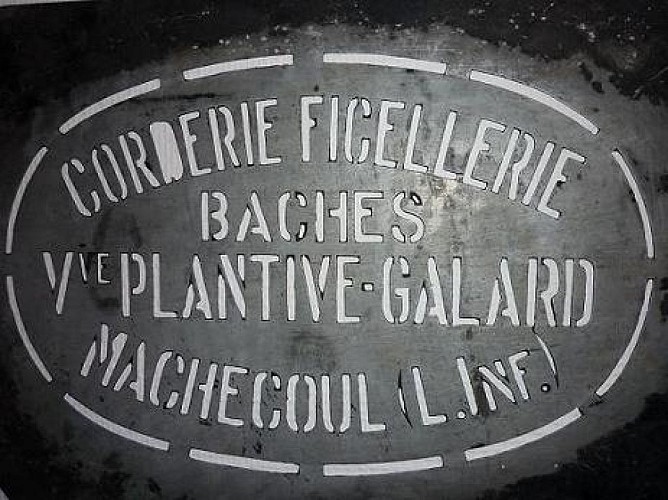 CORDERIE FICELLERIE
BACHES
VVE PLANTIVE-GALARD
MACHECOUL (L.INF.)